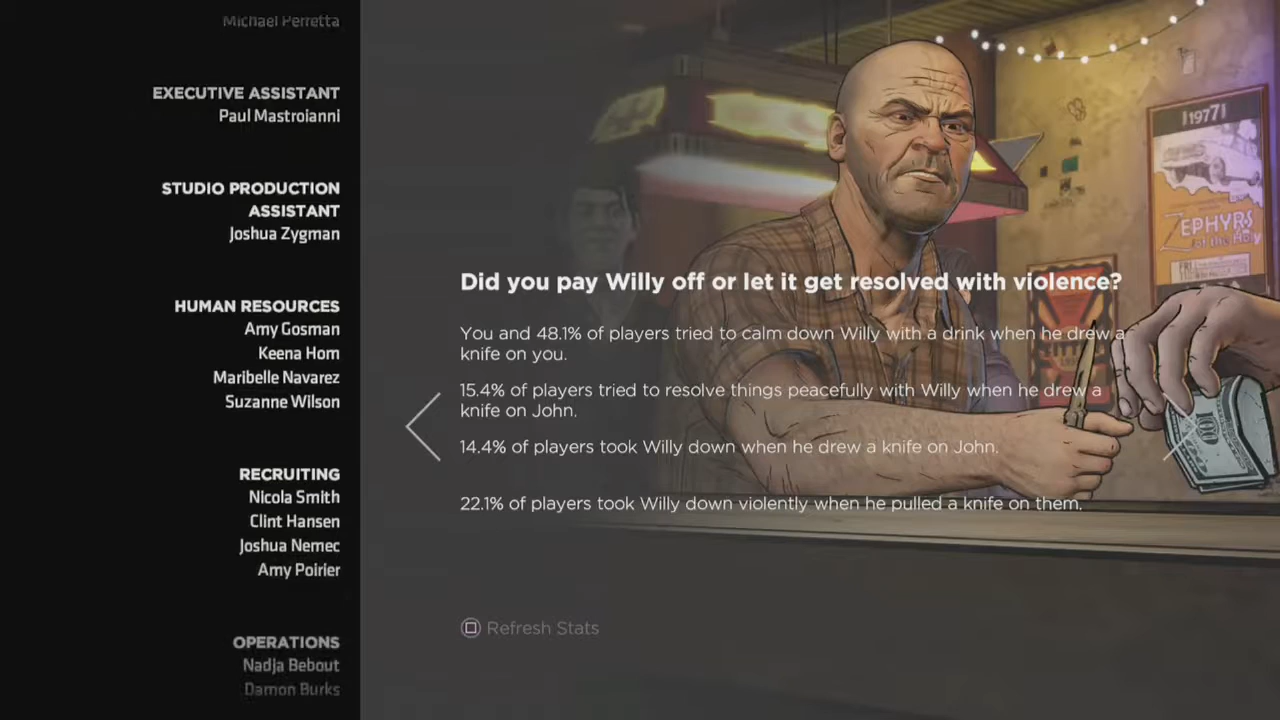 Michael Perretta
EXECUTIVE ASSISTANT
Paul Mastroianni
STUDIO PRODUCTION
ASSISTANT
Joshua Zygman
HUMAN RESOURCES
Amy Gosman
Keena Horn
Maribelle Navarez
Suzanne Wilson
RECRUITING
Nicola Smith
Clint Hansen
Joshua Nemec
Amy Poirier
OPERATIONS
Nadja Bebout
Damon Burks
Did you pay Willy off or let it get resolved with violence?
You and 48.1% of players tried to calm down Willy with a drink when he drew a
knife on you.
15.4% of players tried to resolve things peacefully with Willy when he drew a
knife on John.
14.4% of players took Willy down when he drew a knife on John.
22.1% of players took Willy down violently when he pulled a knife on them.
Refresh Stats
1977
ZEPHYRS
of the Holy
100